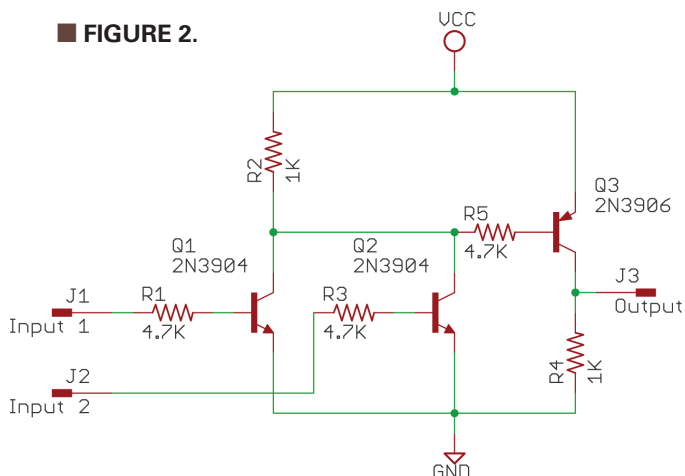 FIGURE 2.
VCC
R2
1K
Q3
2N3906
R5
4.7K
Q1
2N3904
Q2
2N3904
J1
Input 1
R1
4.7K
R3
4.7K
J3
Output
J2
Input 2
R4
1K
GND